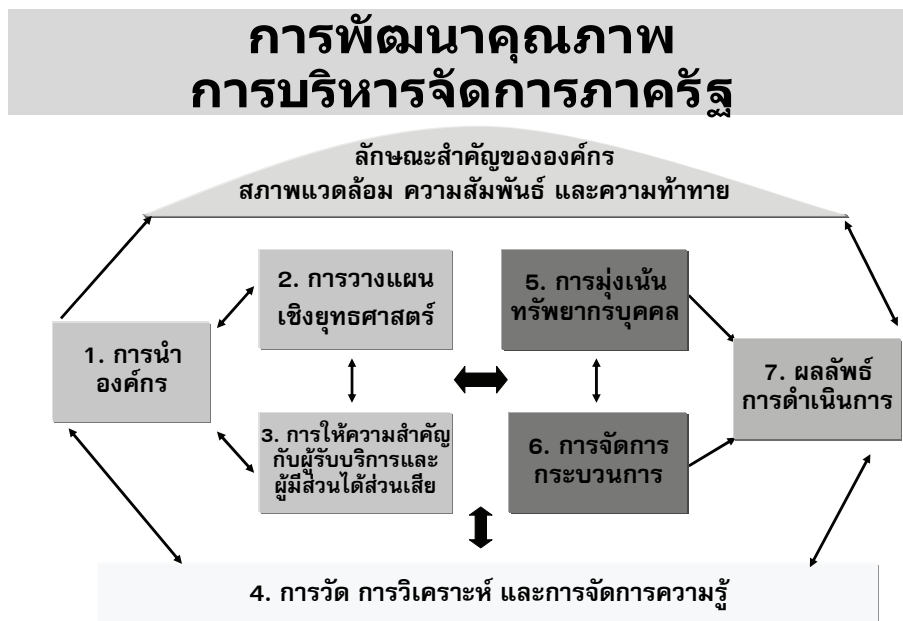 การพัฒนาคุณภาพ
การบริหารจัดการภาครัฐ
ลักษณะสำคัญขององค์กร
สภาพแวดล้อม ความสัมพันธ์ และความท้าทาย
1. การนำ
องค์กร
2. การวางแผน
เชิงยุทธศาสตร์
3. การให้ความสำคัญ
กับผู้รับบริการและ
ผู้มีส่วนได้ส่วนเสีย
5. การมุ่งเน้น
ทรัพยากรบุคคล
6. การจัดการ
กระบวนการ
7. ผลลัพธ์
การดำเนินการ
4. การวัด การวิเคราะห์ และการจัดการความรู้